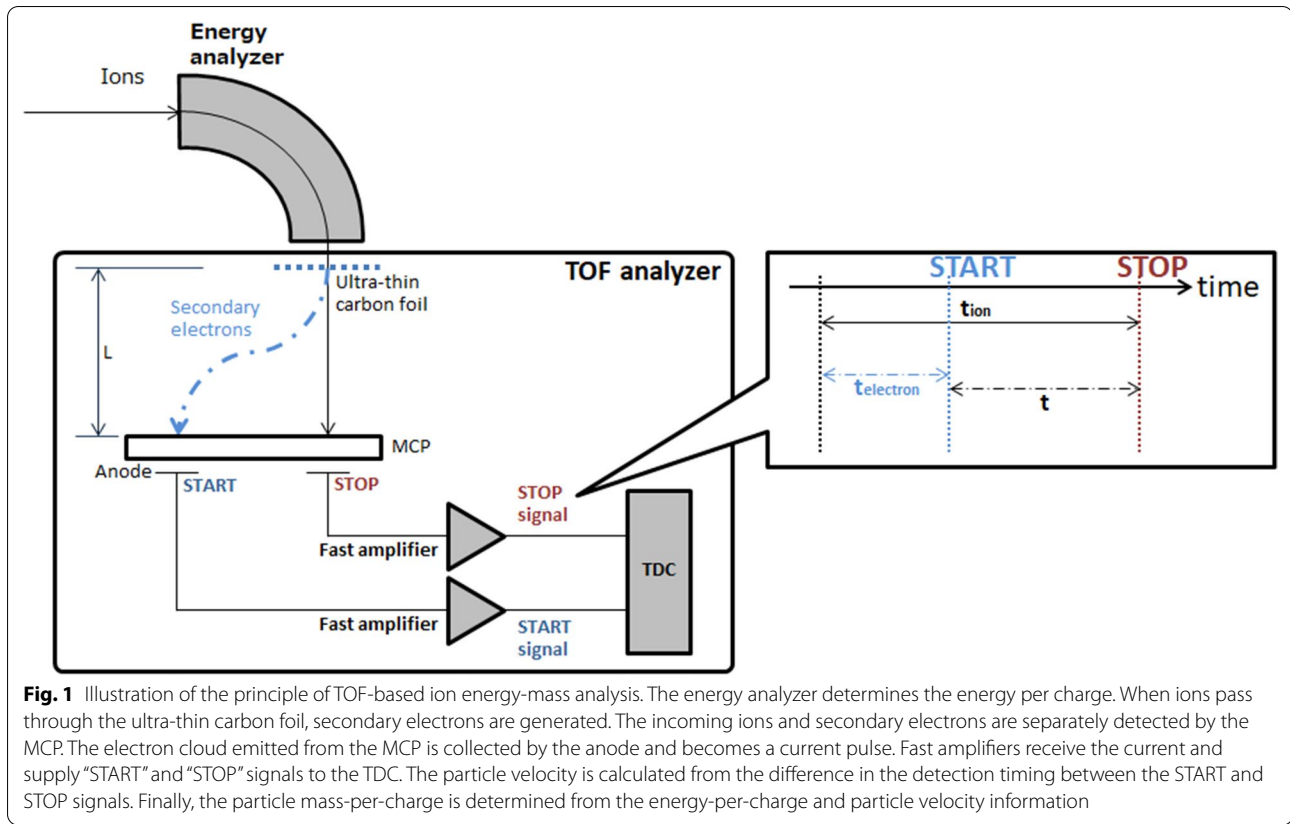 Energy
analyzer
Ions
TOF analyzer
Ultra-thin
carbon foil
Secondary
electrons
L
MCP
Anode
START
STOP
STOP
signal
Fast amplifier
TDC
Fast amplifier
START
signal
START
STOP
time
tion
telectron
t
Fig. 1 Illustration of the principle of TOF-based ion energy-mass analysis. The energy analyzer determines the energy per charge. When ions pass
through the ultra-thin carbon foil, secondary electrons are generated. The incoming ions and secondary electrons are separately detected by the
MCP. The electron cloud emitted from the MCP is collected by the anode and becomes a current pulse. Fast amplifiers receive the current and
supply “START” and “STOP” signals to the TDC. The particle velocity is calculated from the difference in the detection timing between the START and
STOP signals. Finally, the particle mass-per-charge is determined from the energy-per-charge and particle velocity information